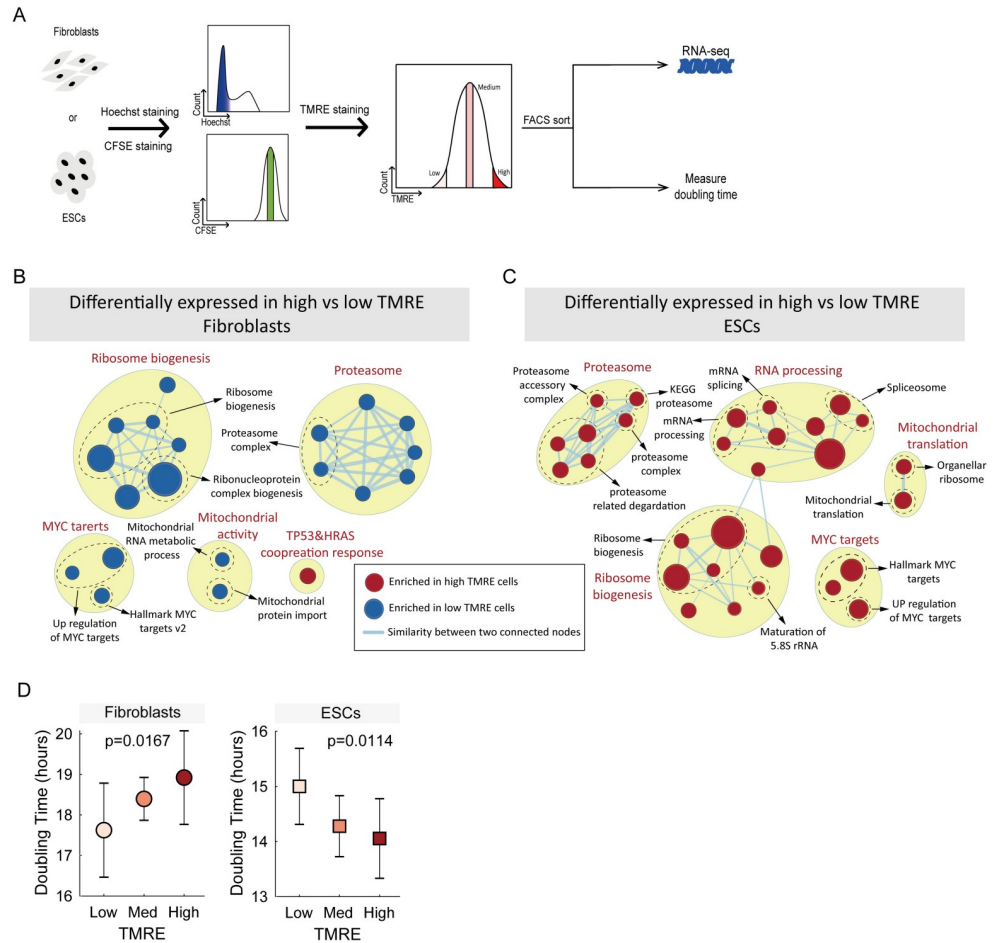 A
Fibroblasts
or
ESCs
Hoechst staining
CFSE staining
Count
Hoechst
Count
CFSE
TMRE staining
Count
TMRE
Low
Medium
High
FACS sort
RNA-seq
Measure
doubling time
B
Differentially expressed in high vs low TMRE
Fibroblasts
Ribosome biogenesis
Ribosome
biogenesis
Ribonucleoprotein
complex biogenesis
Proteasome
Proteasome
complex
MYC tarerts
Up regulation
of MYC targets
Hallmark MYC
targets v2
Mitochondrial
activity
Mitochondrial
RNA metabolic
process
Mitochondrial
protein import
TP53&HRAS
coopreation response
Enriched in high TMRE cells
Enriched in low TMRE cells
Similarity between two connected nodes
C
Differentially expressed in high vs low TMRE
ESCs
Proteasome
Proteasome
accessory
complex
KEGG
proteasome
proteasome
complex
proteasome
related degardation
RNA processing
mRNA
splicing
mRNA
processing
Spliceosome
Mitochondrial
translation
Organellar
ribosome
Mitochondrial
translation
Ribosome
biogenesis
Ribosome
biogenesis
Maturation of
5.8S rRNA
MYC targets
Hallmark MYC
targets
UP regulation
of MYC targets
D
Fibroblasts
p=0.0167
Doubling Time (hours)
20
19
18
17
16
Low Med High
TMRE
ESCs
p=0.0114
Doubling Time (hours)
16
15
14
13
Low Med High
TMRE